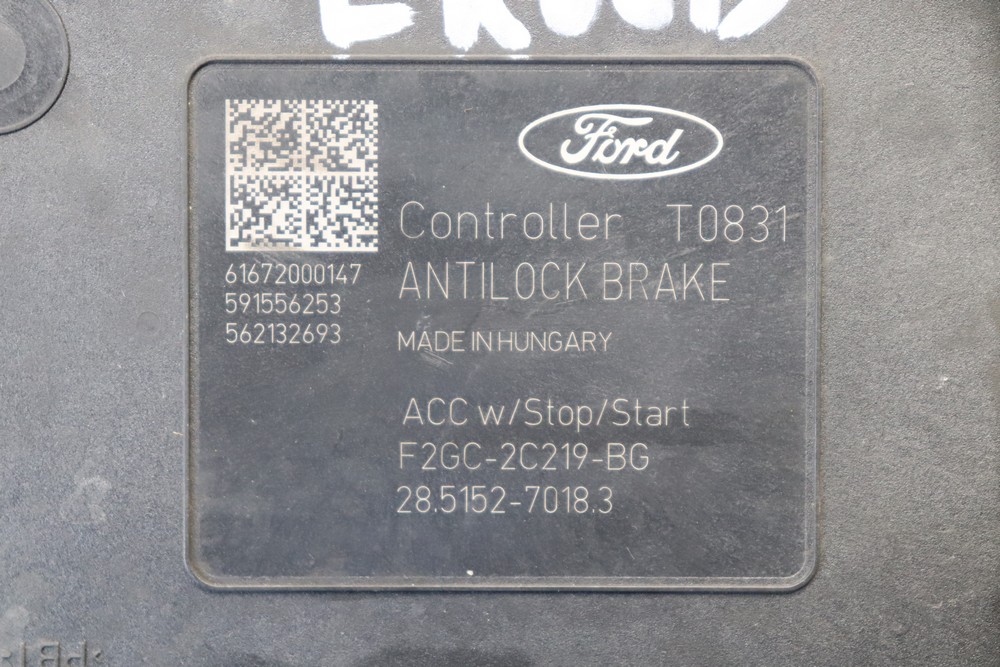 Ford
Controller T0831
ANTILOCK BRAKE
MADE IN HUNGARY
61672000147
591556253
562132693
ACC w/Stop/Start
F2GC-2C219-BG
28.5152-7018.3